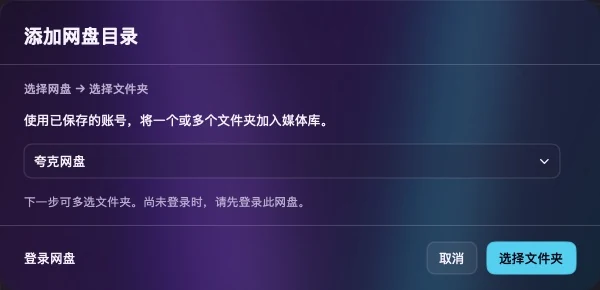 添加网盘目录
选择网盘 → 选择文件夹
使用已保存的账号，将一个或多个文件夹加入媒体库。
夸克网盘
下一步可多选文件夹。尚未登录时，请先登录此网盘。
登录网盘
取消
选择文件夹